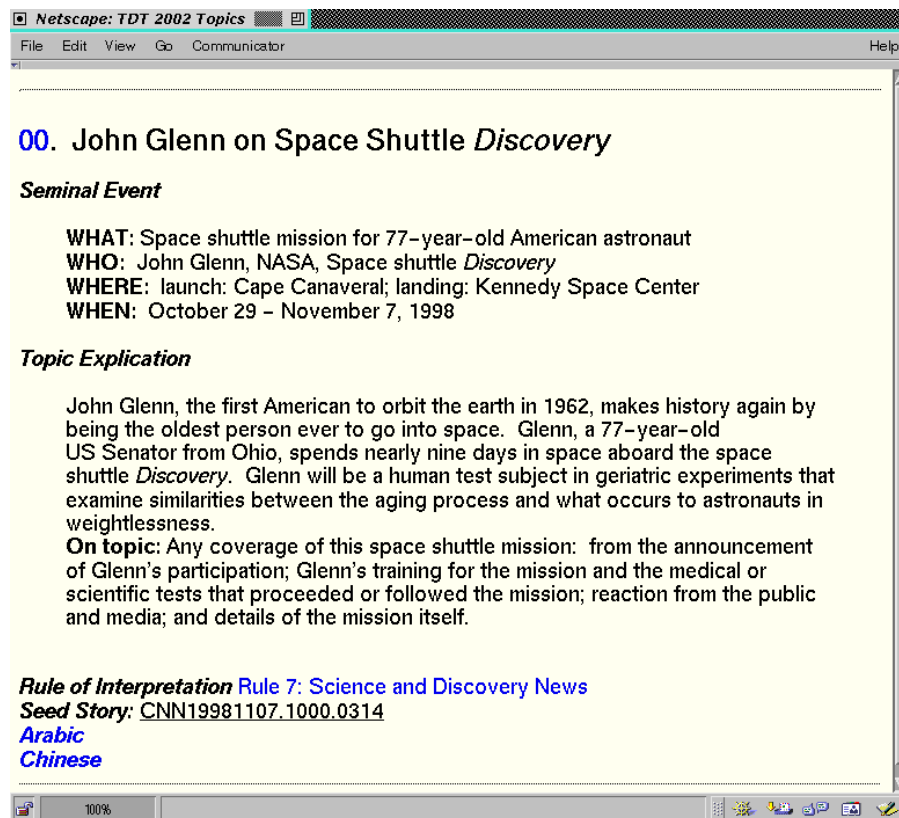 Netscape: TDT 2002 Topics
File Edit View Go Communicator Help
00. John Glenn on Space Shuttle Discovery
Seminal Event
WHAT: Space shuttle mission for 77-year-old American astronaut
WHO: John Glenn, NASA, Space shuttle Discovery
WHERE: launch: Cape Canaveral; landing: Kennedy Space Center
WHEN: October 29 - November 7, 1998
Topic Explication
John Glenn, the first American to orbit the earth in 1962, makes history again by
being the oldest person ever to go into space. Glenn, a 77-year-old
US Senator from Ohio, spends nearly nine days in space aboard the space
shuttle Discovery. Glenn will be a human test subject in geriatric experiments that
examine similarities between the aging process and what occurs to astronauts in
weightlessness.
On topic: Any coverage of this space shuttle mission: from the announcement
of Glenn's participation; Glenn's training for the mission and the medical or
scientific tests that proceeded or followed the mission; reaction from the public
and media; and details of the mission itself.
Rule of Interpretation Rule 7: Science and Discovery News
Seed Story: CNN19981107.1000.0314
Arabic
Chinese
100%